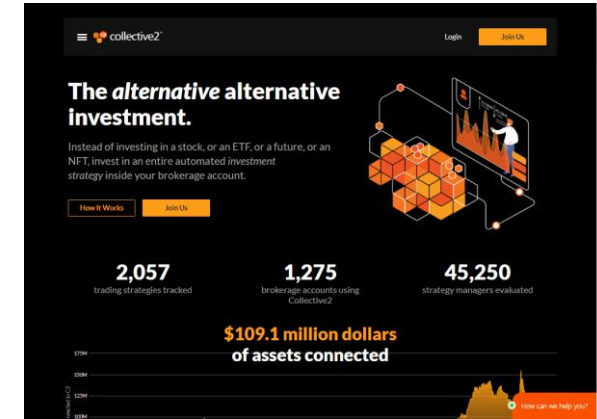 collective2
Login
Join Us
The alternative alternative
investment.
Instead of investing in a stock, or an ETF, or a future, or an
NFT, invest in an entire automated investment
strategy inside your brokerage account.
How It Works
Join Us
2,057
trading strategies tracked
1,275
brokerage accounts using
Collective2
45,250
strategy managers evaluated
$109.1 million dollars
of assets connected
175M
150M
125M
100M
How can we help you?